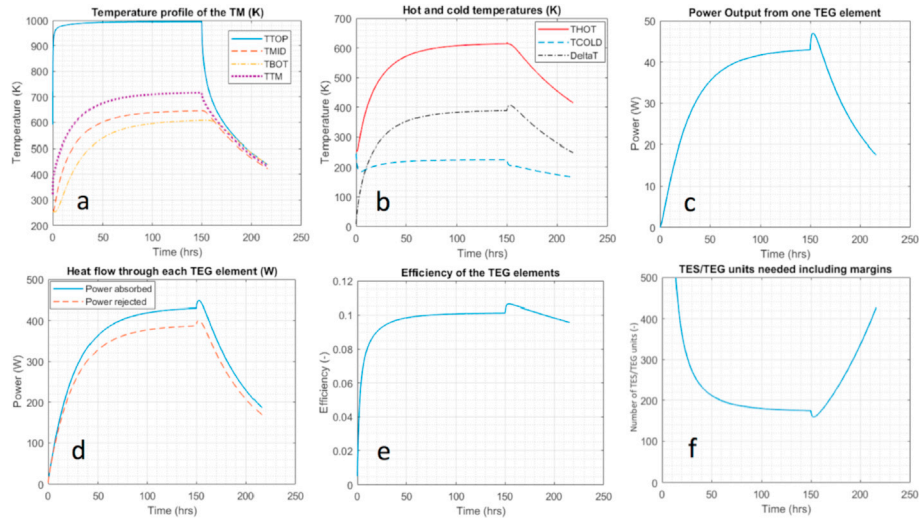 Temperature profile of the TM (K)
1000
900
800
700
600
500
400
300
200
0 50 100 150 200 250
Temperature (K)
Time (hrs)
TTOP
TMID
TBOT
TTM
a
Hot and cold temperatures (K)
700
600
500
400
300
200
100
0
0 50 100 150 200 250
Temperature (K)
Time (hrs)
THOT
TCOLD
DeltaT
b
Power Output from one TEG element
50
40
30
20
10
0
0 50 100 150 200 250
Power (W)
Time (hrs)
c
Heat flow through each TEG element (W)
500
400
300
200
100
0
0 50 100 150 200 250
Power (W)
Time (hrs)
Power absorbed
Power rejected
d
Efficiency of the TEG elements
0.12
0.1
0.08
0.06
0.04
0.02
0
0 50 100 150 200 250
Efficiency (-)
Time (hrs)
e
TES/TEG units needed including margins
500
400
300
200
100
0
0 50 100 150 200 250
Number of TES/TEG units (-)
Time (hrs)
f